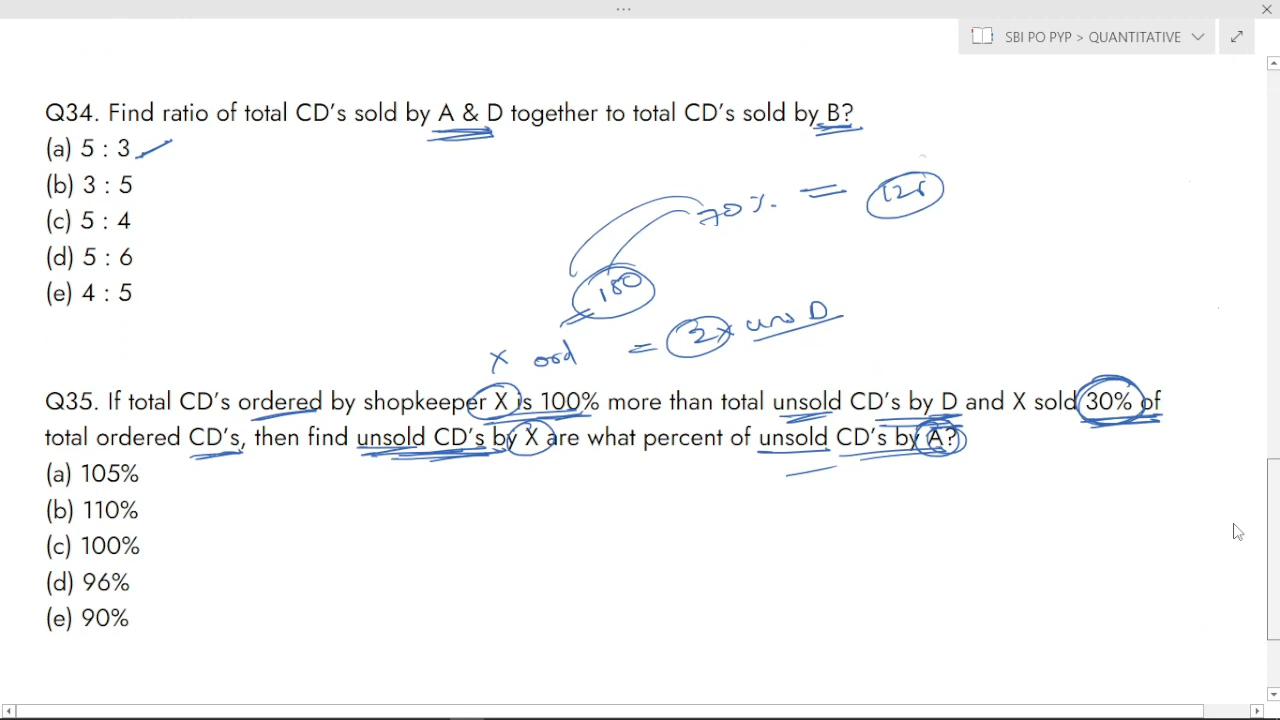 SBI PO PYP > QUANTITATIVE
Q34. Find ratio of total CD's sold by A & D together to total CD's sold by B?
(a) 5 : 3
(b) 3 : 5
(c) 5 : 4
(d) 5 : 6
(e) 4 : 5
70% = 126
180
X ord = 2x uns D
Q35. If total CD's ordered by shopkeeper X is 100% more than total unsold CD's by D and X sold 30% of
total ordered CD's, then find unsold CD's by X are what percent of unsold CD's by A?
(a) 105%
(b) 110%
(c) 100%
(d) 96%
(e) 90%